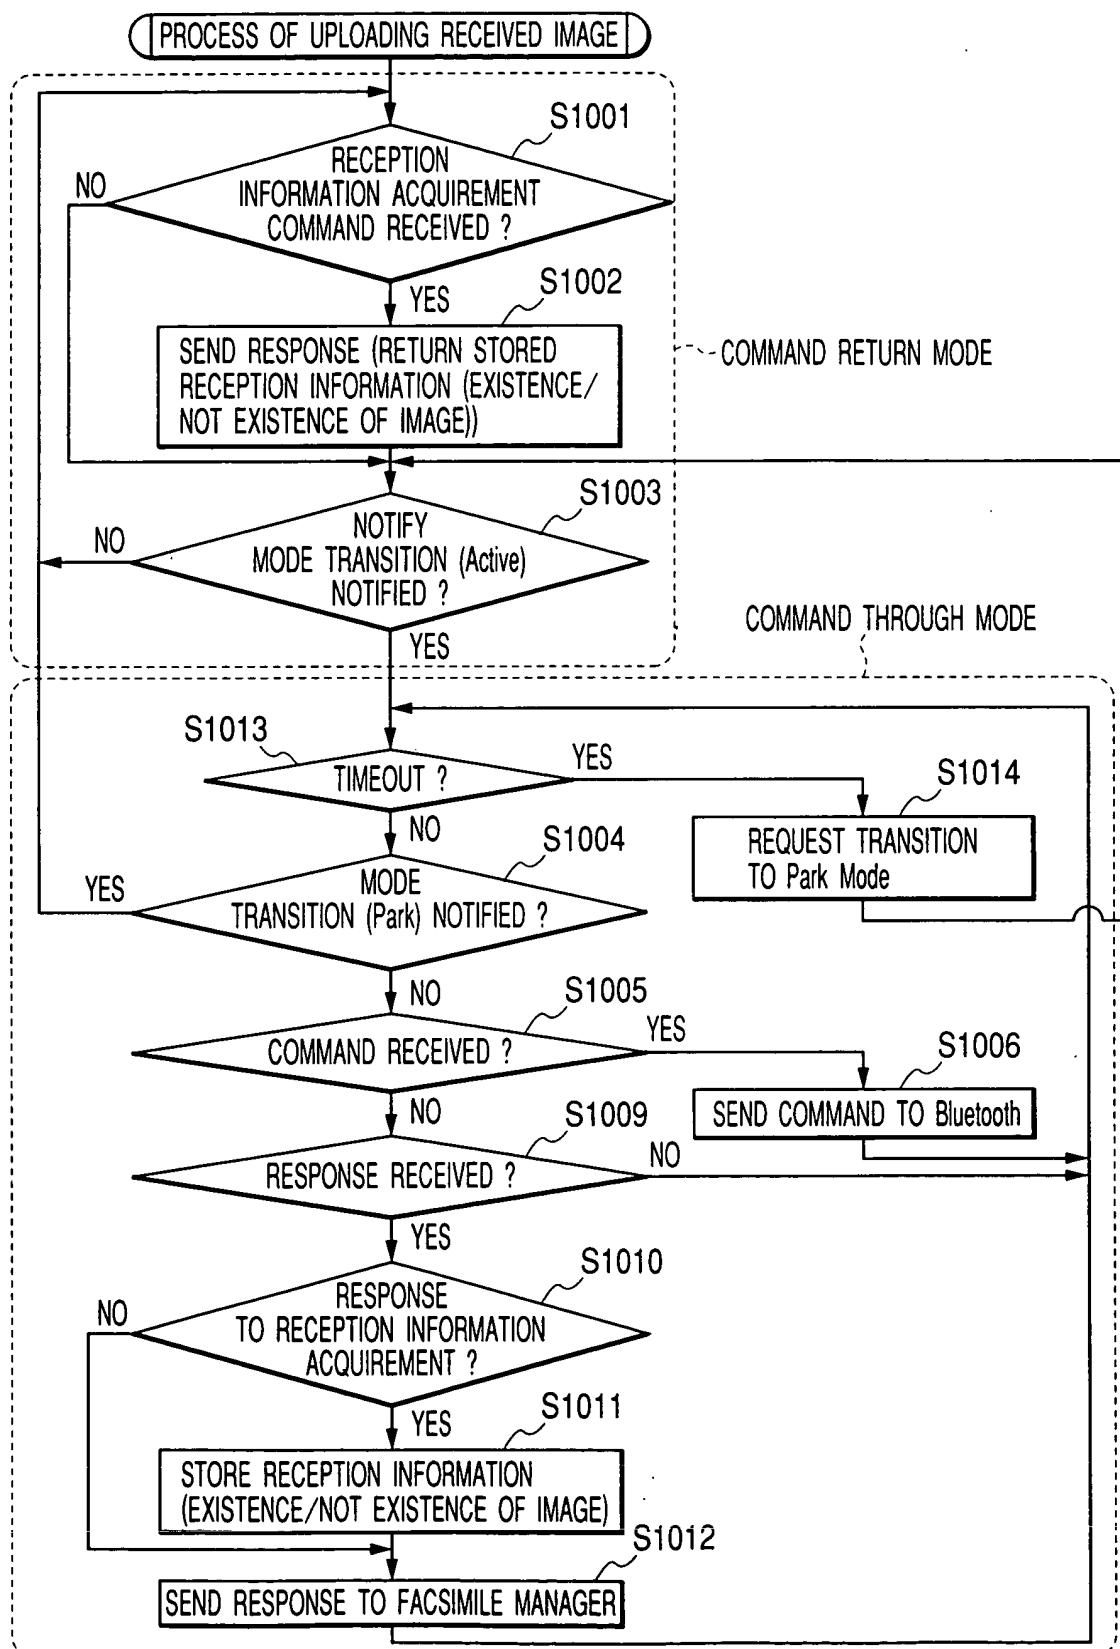 PROCESS OF UPLOADING RECEIVED IMAGE
S1001
RECEPTION
INFORMATION ACQUIREMENT
COMMAND RECEIVED ?
NO
YES
S1002
SEND RESPONSE (RETURN STORED
RECEPTION INFORMATION (EXISTENCE/
NOT EXISTENCE OF IMAGE))
COMMAND RETURN MODE
S1003
NOTIFY
MODE TRANSITION (Active)
NOTIFIED ?
NO
YES
COMMAND THROUGH MODE
S1013
TIMEOUT ?
YES
NO
S1014
REQUEST TRANSITION
TO Park Mode
S1004
MODE
TRANSITION (Park) NOTIFIED ?
YES
NO
S1005
COMMAND RECEIVED ?
YES
NO
S1006
SEND COMMAND TO Bluetooth
S1009
RESPONSE RECEIVED ?
NO
YES
S1010
RESPONSE
TO RECEPTION INFORMATION
ACQUIREMENT ?
NO
YES
S1011
STORE RECEPTION INFORMATION
(EXISTENCE/NOT EXISTENCE OF IMAGE)
S1012
SEND RESPONSE TO FACSIMILE MANAGER